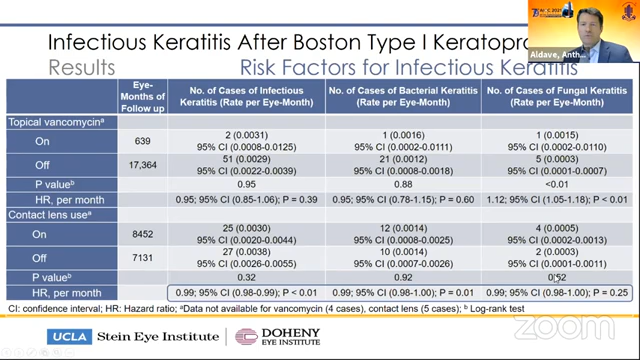 Infectious Keratitis After Boston Type I Keratopro
Results Risk Factors for Infectious Keratitis
Eye-Months of Follow up
No. of Cases of Infectious Keratitis (Rate per Eye-Month)
No. of Cases of Bacterial Keratitis (Rate per Eye-Month)
No. of Cases of Fungal Keratitis (Rate per Eye-Month)
Topical vancomycinᵃ
On 639 2 (0.0031) 95% CI (0.0008-0.0125) 1 (0.0016) 95% CI (0.0002-0.0111) 1 (0.0015) 95% CI (0.0002-0.0110)
Off 17,364 51 (0.0029) 95% CI (0.0022-0.0039) 21 (0.0012) 95% CI (0.0008-0.0018) 5 (0.0003) 95% CI (0.0001-0.0007)
P valueᵇ 0.95 0.88 <0.01
HR, per month 0.95; 95% CI (0.85-1.06); P = 0.39 0.95; 95% CI (0.78-1.15); P = 0.60 1.12; 95% CI (1.05-1.18); P < 0.01
Contact lens useᵃ
On 8452 25 (0.0030) 95% CI (0.0020-0.0044) 12 (0.0014) 95% CI (0.0008-0.0025) 4 (0.0005) 95% CI (0.0002-0.0013)
Off 7131 27 (0.0038) 95% CI (0.0026-0.0055) 10 (0.0014) 95% CI (0.0007-0.0026) 2 (0.0003) 95% CI (0.0001-0.0011)
P valueᵇ 0.32 0.92 0.52
HR, per month 0.99; 95% CI (0.98-0.99); P < 0.01 0.99; 95% CI (0.98-1.00); P = 0.01 0.99; 95% CI (0.98-1.00); P = 0.25
CI: confidence interval; HR: Hazard ratio; ᵃData not available for vancomycin (4 cases), contact lens (5 cases); ᵇ Log-rank test
UCLA Stein Eye Institute
DOHENY
EYE INSTITUTE
zoom
Aldave, Anth...